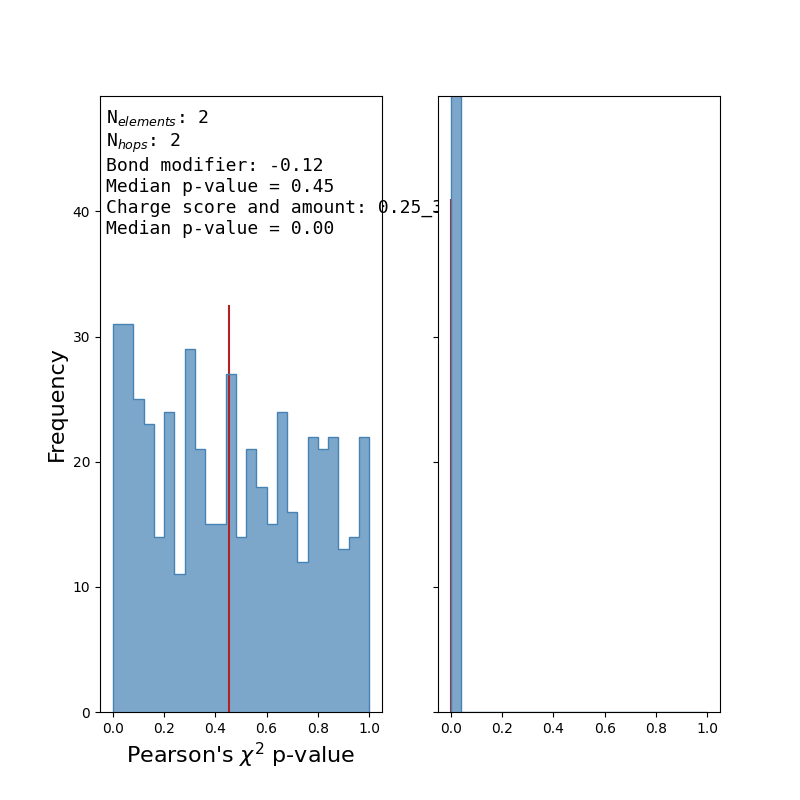 N_elements: 2
N_hops: 2
Bond modifier: -0.12
Median p-value = 0.45
Charge score and amount: 0.25_3
Median p-value = 0.00
40
30
20
10
0
Frequency
0.0 0.2 0.4 0.6 0.8 1.0
0.0 0.2 0.4 0.6 0.8 1.0
Pearson's χ² p-value